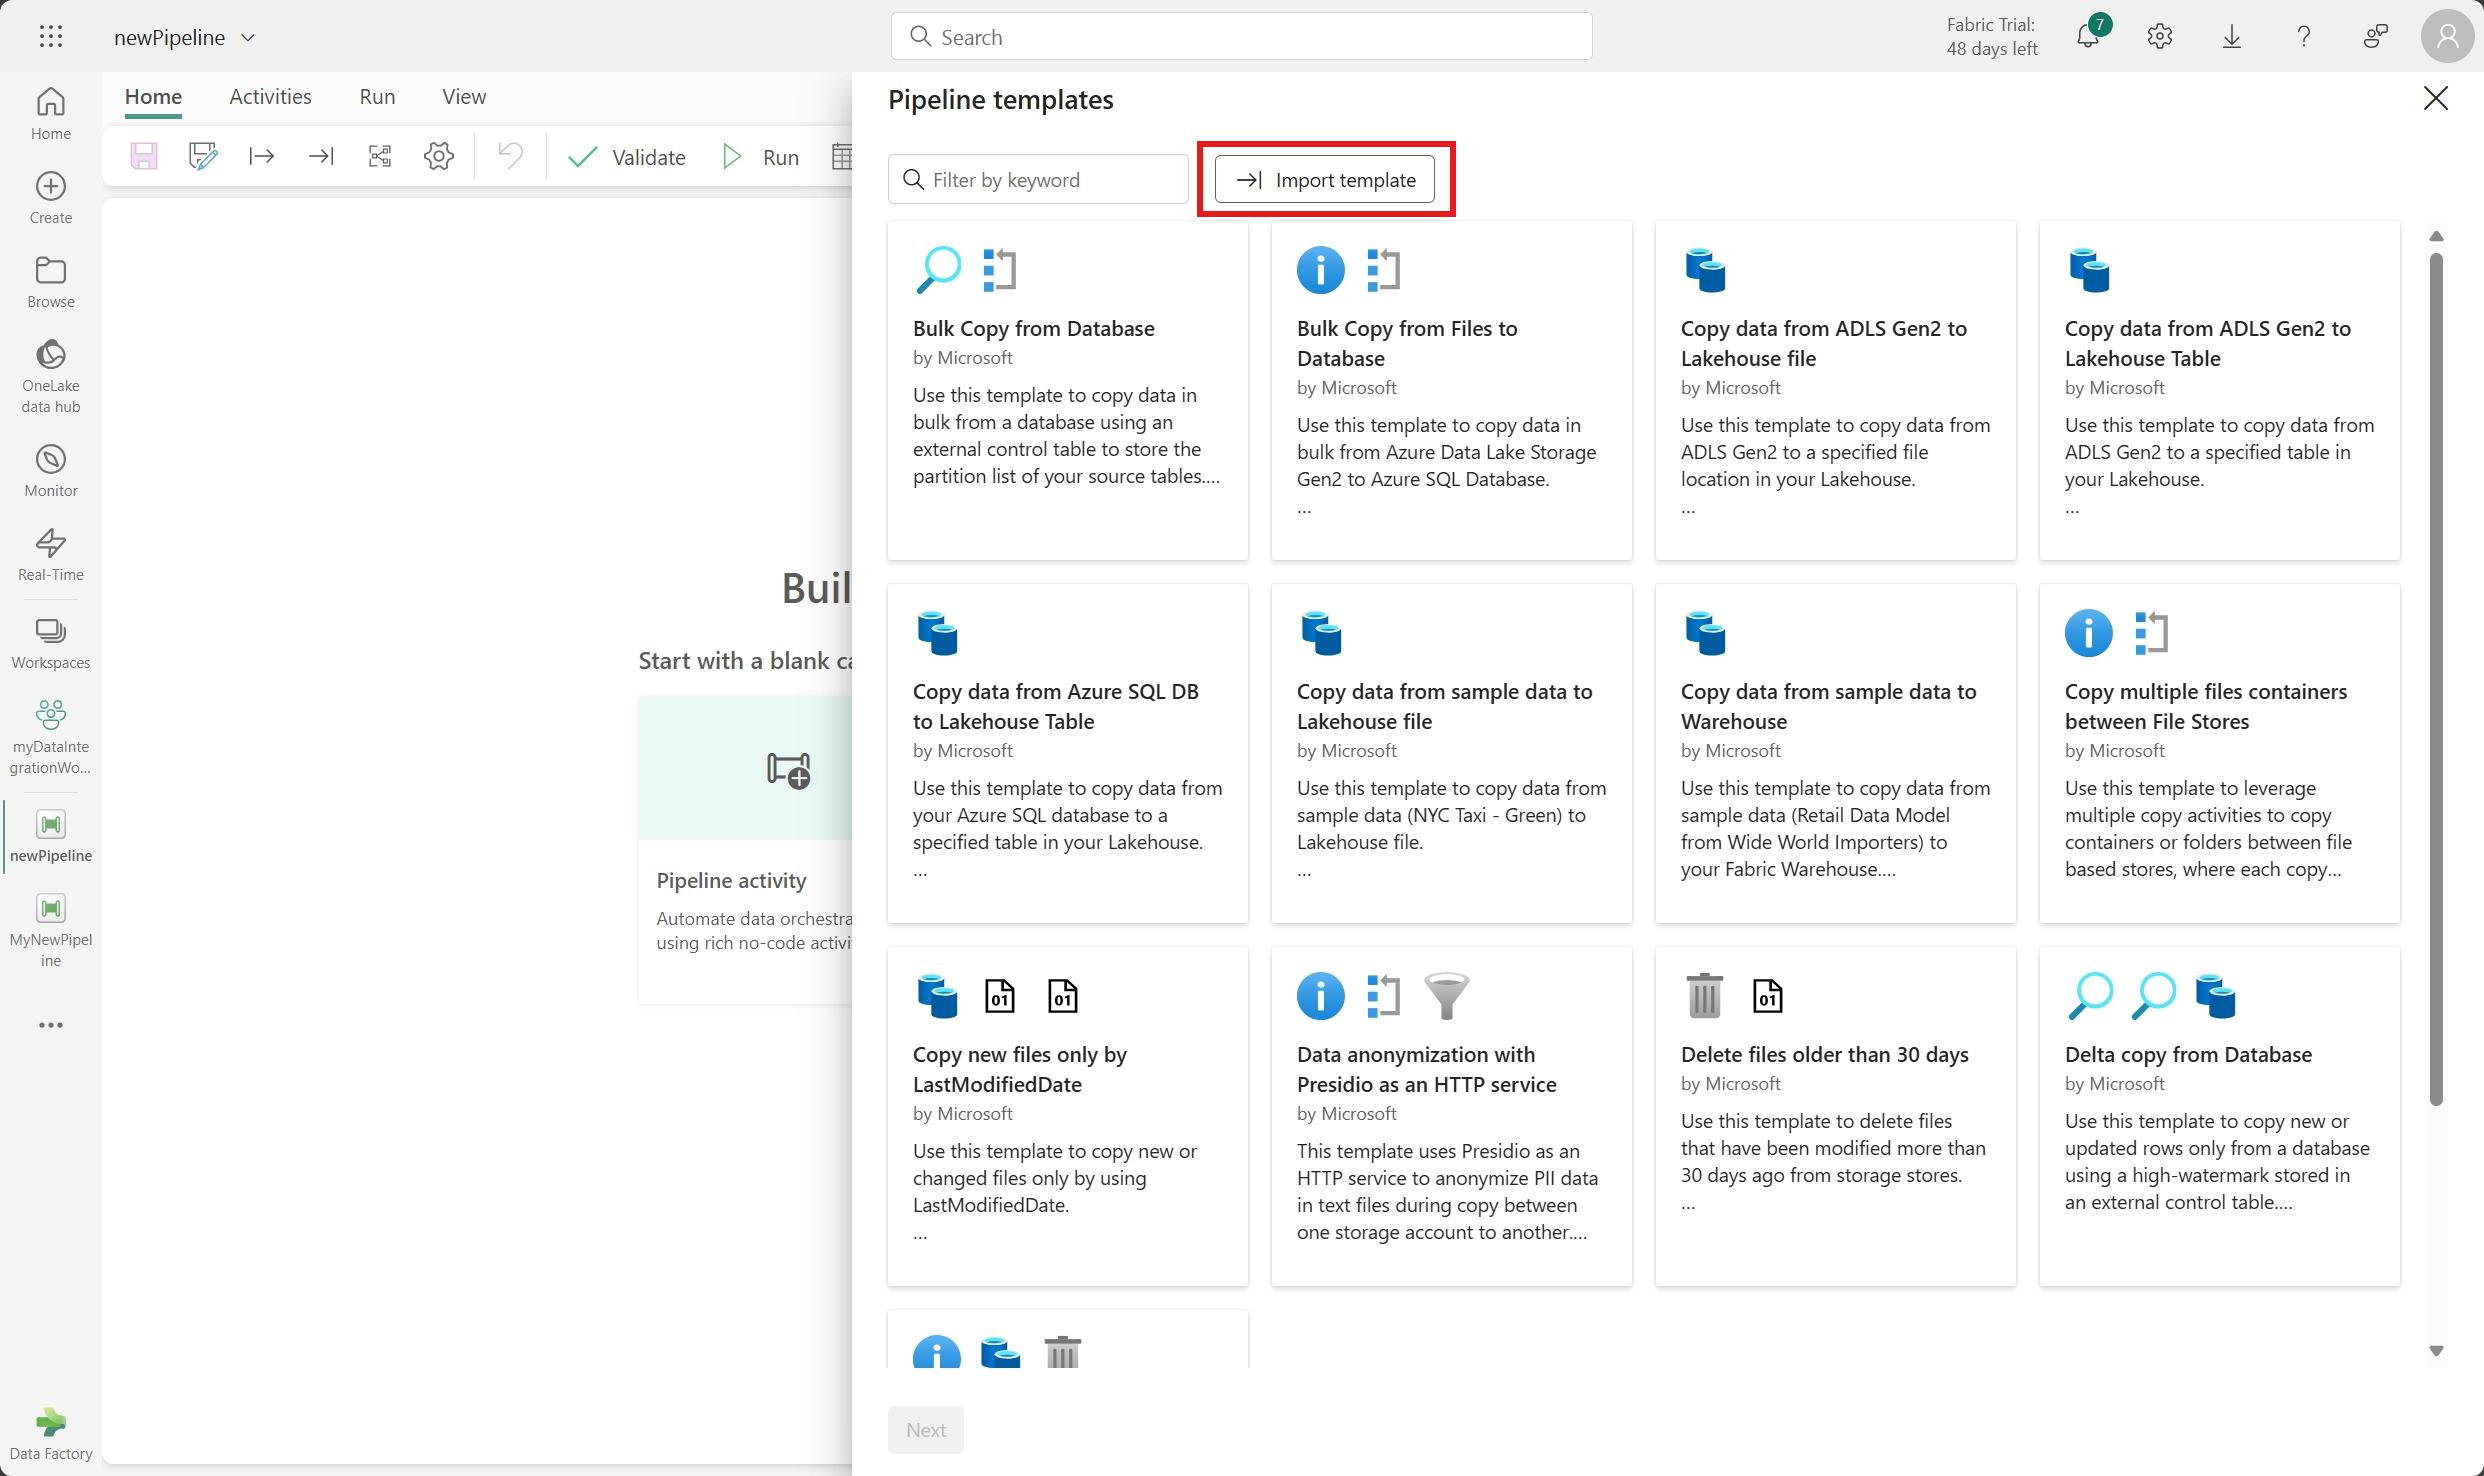 newPipeline
Search
Fabric Trial:
48 days left
7
Home
Create
Browse
OneLake
data hub
Monitor
Real-Time
Workspaces
myDataInte
grationWo...
newPipeline
MyNewPipel
ine
Data Factory
Home
Activities
Run
View
Validate
Run
Buil
Start with a blank ca
Pipeline activity
Automate data orchestra
using rich no-code activi
Pipeline templates
Filter by keyword
Import template
Bulk Copy from Database
by Microsoft
Use this template to copy data in
bulk from a database using an
external control table to store the
partition list of your source tables....
Bulk Copy from Files to
Database
by Microsoft
Use this template to copy data in
bulk from Azure Data Lake Storage
Gen2 to Azure SQL Database.
...
Copy data from ADLS Gen2 to
Lakehouse file
by Microsoft
Use this template to copy data from
ADLS Gen2 to a specified file
location in your Lakehouse.
...
Copy data from ADLS Gen2 to
Lakehouse Table
by Microsoft
Use this template to copy data from
ADLS Gen2 to a specified table in
your Lakehouse.
...
Copy data from Azure SQL DB
to Lakehouse Table
by Microsoft
Use this template to copy data from
your Azure SQL database to a
specified table in your Lakehouse.
...
Copy data from sample data to
Lakehouse file
by Microsoft
Use this template to copy data from
sample data (NYC Taxi - Green) to
Lakehouse file.
...
Copy data from sample data to
Warehouse
by Microsoft
Use this template to copy data from
sample data (Retail Data Model
from Wide World Importers) to
your Fabric Warehouse....
Copy multiple files containers
between File Stores
by Microsoft
Use this template to leverage
multiple copy activities to copy
containers or folders between file
based stores, where each copy...
01
01
Copy new files only by
LastModifiedDate
by Microsoft
Use this template to copy new or
changed files only by using
LastModifiedDate.
...
Data anonymization with
Presidio as an HTTP service
by Microsoft
This template uses Presidio as an
HTTP service to anonymize PII data
in text files during copy between
one storage account to another....
01
Delete files older than 30 days
by Microsoft
Use this template to delete files
that have been modified more than
30 days ago from storage stores.
...
Delta copy from Database
by Microsoft
Use this template to copy new or
updated rows only from a database
using a high-watermark stored in
an external control table....
Next